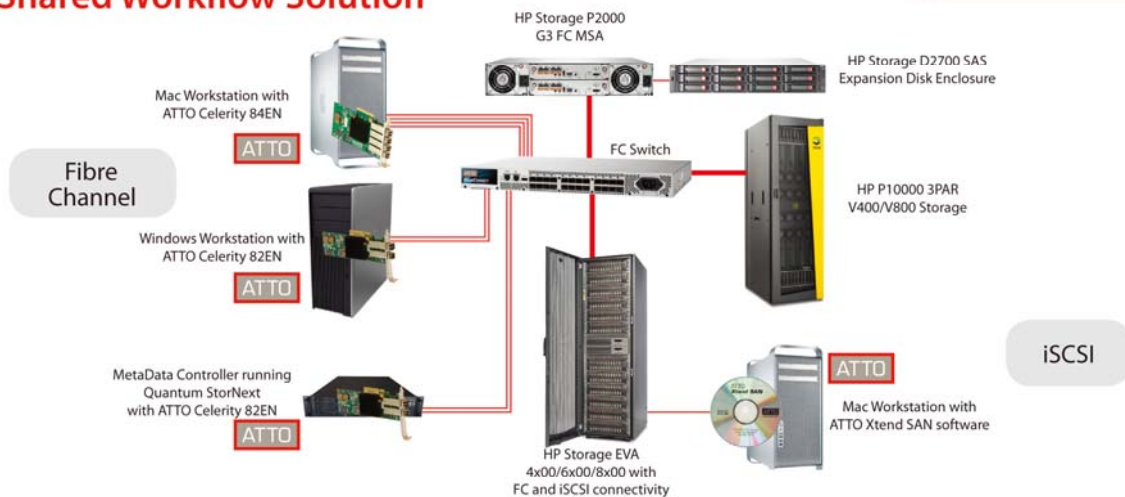 Shared Workflow Solution
HP Storage P2000
G3 FC MSA
HP Storage D2700 SAS
Expansion Disk Enclosure
Mac Workstation with
ATTO Celerity 84EN
ATTO
Fibre
Channel
FC Switch
HP P10000 3PAR
V400/V800 Storage
Windows Workstation with
ATTO Celerity 82EN
ATTO
iSCSI
MetaData Controller running
Quantum StorNext
with ATTO Celerity 82EN
ATTO
ATTO
Xtend SAN
ATTO
Mac Workstation with
ATTO Xtend SAN software
HP Storage EVA
4x00/6x00/8x00 with
FC and iSCSI connectivity